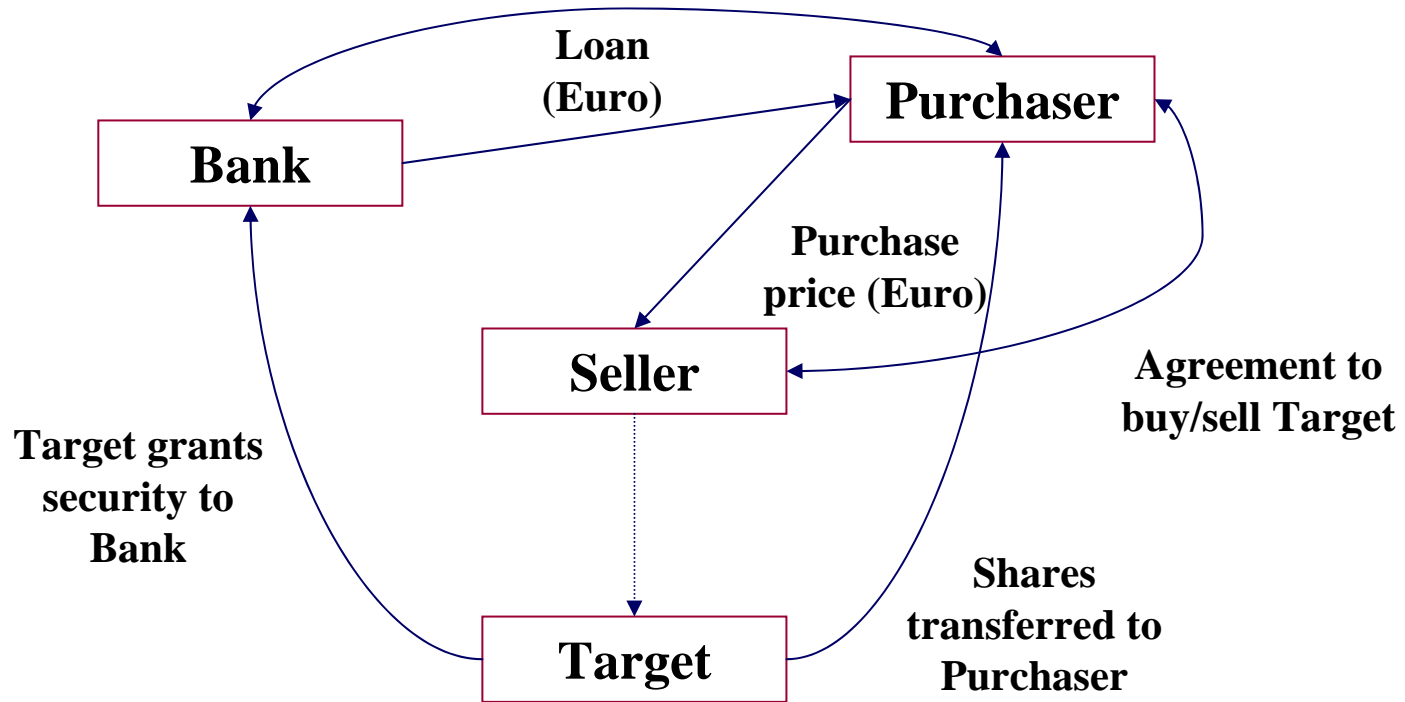 Loan
(Euro)
Purchaser
Bank
Purchase
price (Euro)
Seller
Agreement to
buy/sell Target
Target grants
security to
Bank
Shares
transferred to
Purchaser
Target